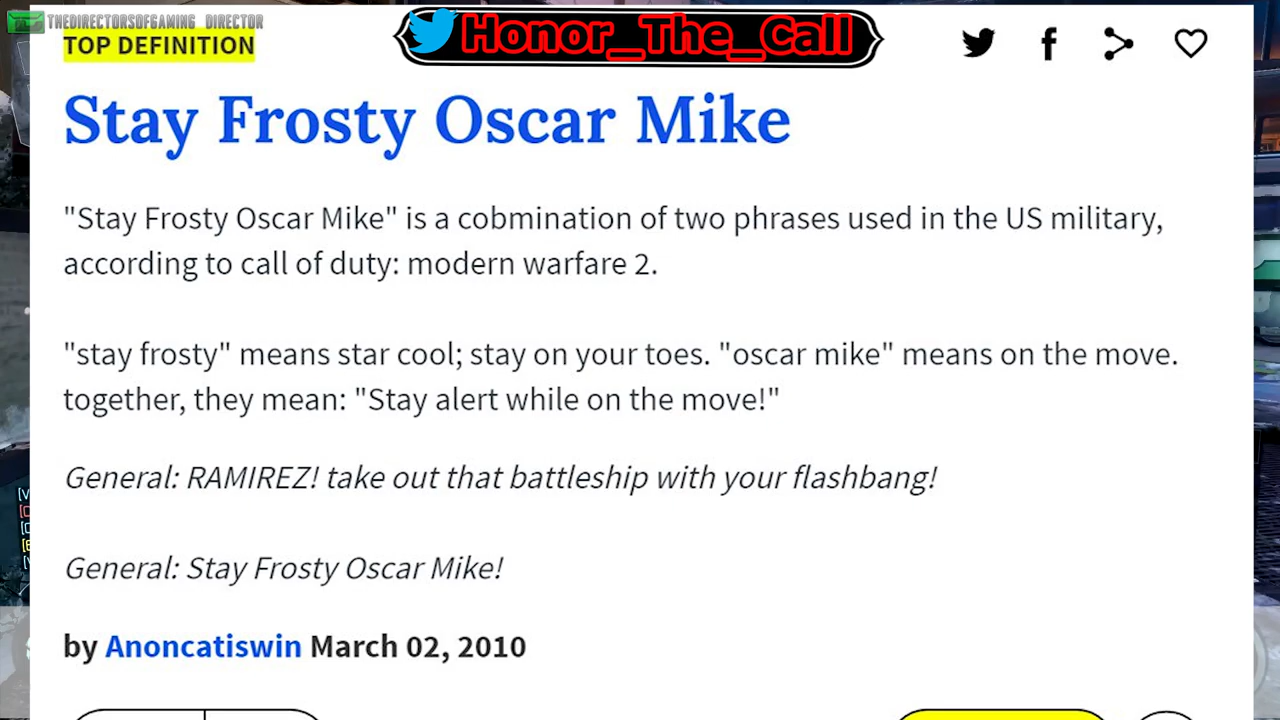 THEDIRECTORSOFGAMING_DIRECTOR
TOP DEFINITION
Honor_The_Call
Stay Frosty Oscar Mike
"Stay Frosty Oscar Mike" is a cobmination of two phrases used in the US military,
according to call of duty: modern warfare 2.
"stay frosty" means star cool; stay on your toes. "oscar mike" means on the move.
together, they mean: "Stay alert while on the move!"
General: RAMIREZ! take out that battleship with your flashbang!
General: Stay Frosty Oscar Mike!
by Anoncatiswin March 02, 2010